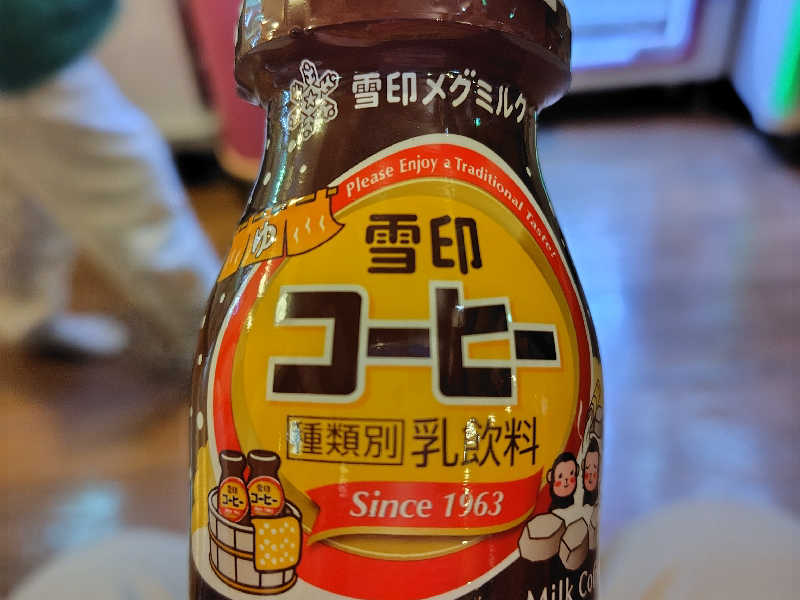 雪印メグミルク
Please Enjoy a Traditional Taste!
ゆ
雪印
コーヒー
種類別 乳飲料
Since 1963
雪印 雪印
コーヒー コーヒー
Milk